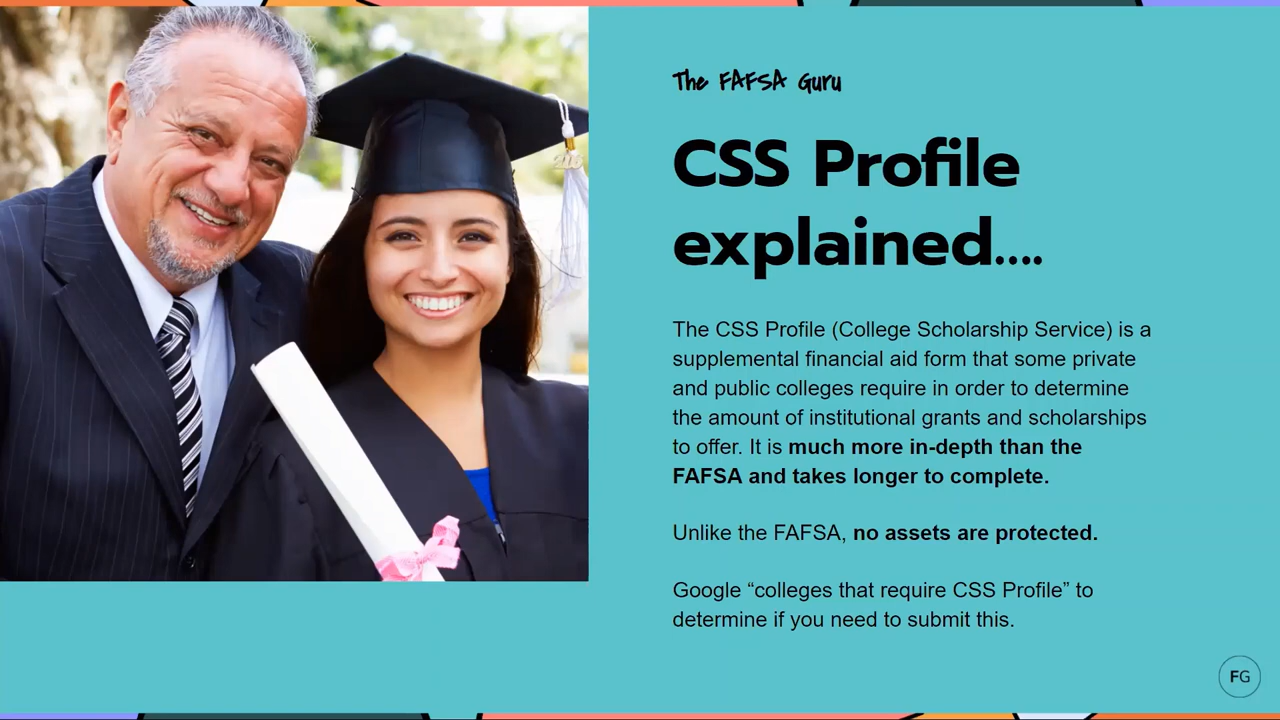 The FAFSA Guru
CSS Profile
explained....
The CSS Profile (College Scholarship Service) is a
supplemental financial aid form that some private
and public colleges require in order to determine
the amount of institutional grants and scholarships
to offer. It is much more in-depth than the
FAFSA and takes longer to complete.
Unlike the FAFSA, no assets are protected.
Google “colleges that require CSS Profile” to
determine if you need to submit this.
FG